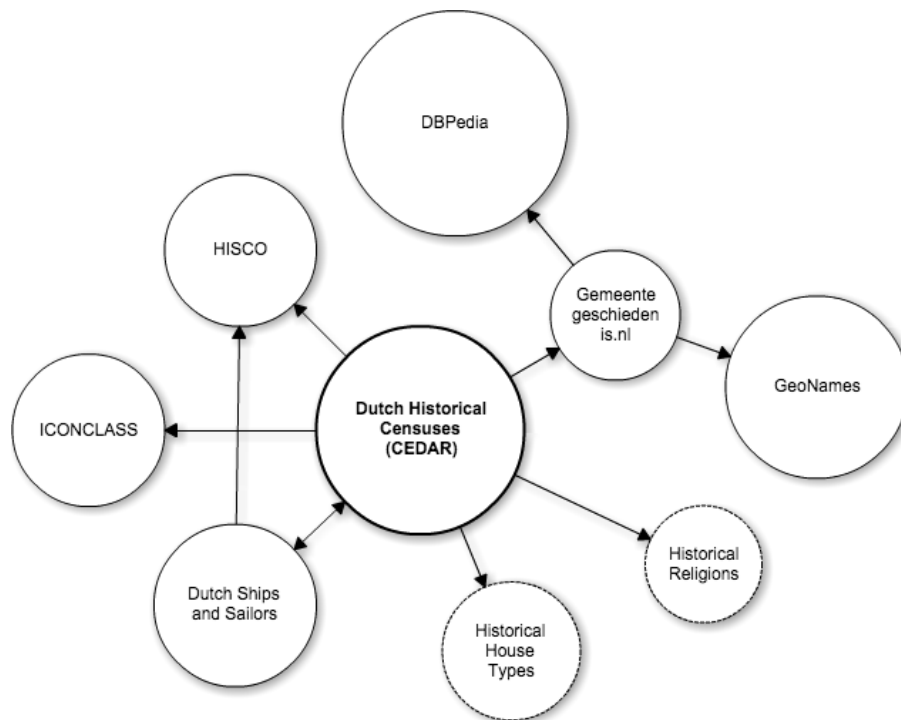 DBPedia
HISCO
Gemeente
geschieden
is.nl
GeoNames
Dutch Historical
Censuses
(CEDAR)
ICONCLASS
Historical
Religions
Dutch Ships
and Sailors
Historical
House
Types